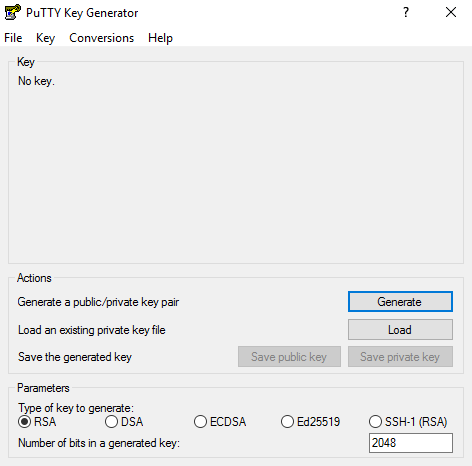 PuTTY Key Generator ?
File Key Conversions Help
Key
No key.
Actions
Generate a public/private key pair Generate
Load an existing private key file Load
Save the generated key Save public key Save private key
Parameters
Type of key to generate:
RSA DSA ECDSA Ed25519 SSH-1 (RSA)
Number of bits in a generated key: 2048